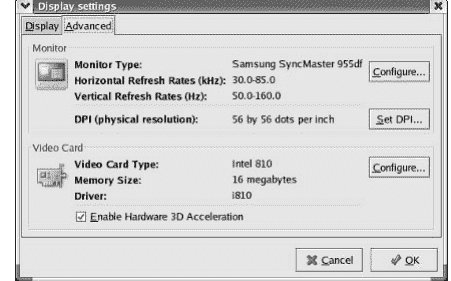 Display settings
Display Advanced
Monitor
Monitor Type: Samsung SyncMaster 955df
Configure...
Horizontal Refresh Rates (kHz): 30.0-85.0
Vertical Refresh Rates (Hz): 50.0-160.0
DPI (physical resolution): 56 by 56 dots per inch Set DPI...
Video Card
Video Card Type: Intel 810
Configure...
Memory Size: 16 megabytes
Driver: i810
Enable Hardware 3D Acceleration
Cancel OK